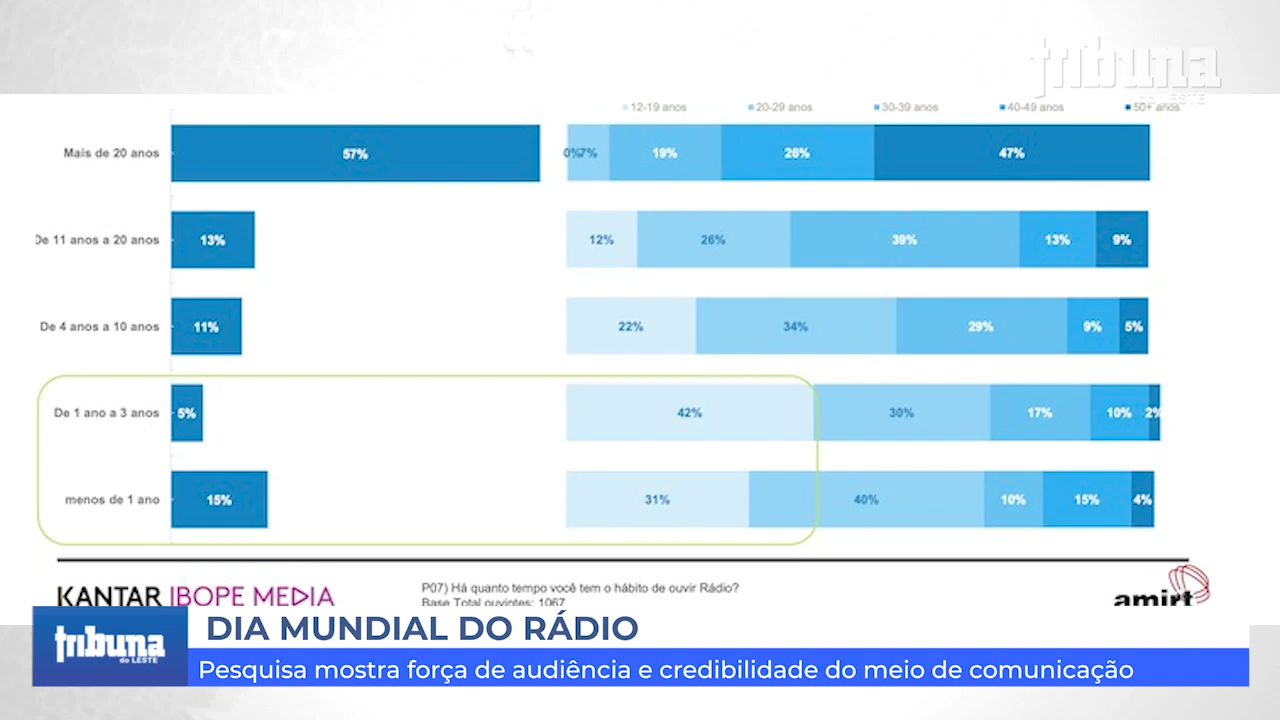 tribuna
DO LESTE
12-19 anos 20-29 anos 30-39 anos 40-49 anos 50+ anos
Mais de 20 anos 57% 0% 7% 19% 26% 47%
De 11 anos a 20 anos 13% 12% 26% 39% 13% 9%
De 4 anos a 10 anos 11% 22% 34% 29% 9% 5%
De 1 ano a 3 anos 5% 42% 30% 17% 10% 2%
menos de 1 ano 15% 31% 40% 10% 15% 4%
KANTAR IBOPE MEDIA
P07) Há quanto tempo você tem o hábito de ouvir Rádio?
Base Total ouvintes: 1067
amirt
DIA MUNDIAL DO RÁDIO
tribuna
do LESTE
Pesquisa mostra força de audiência e credibilidade do meio de comunicação